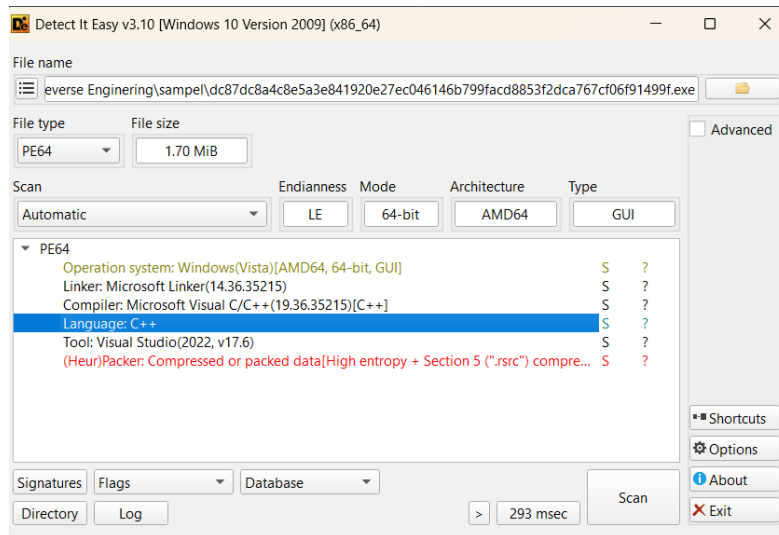 Detect It Easy v3.10 [Windows 10 Version 2009] (x86_64)
File name
everse Enginering\sampel\dc87dc8a4c8e5a3e841920e27ec046146b799facd8853f2dca767cf06f91499f.exe
File type File size
Advanced
PE64 1.70 MiB
Scan Endianness Mode Architecture Type
Automatic LE 64-bit AMD64 GUI
PE64
Operation system: Windows(Vista)[AMD64, 64-bit, GUI] S ?
Linker: Microsoft Linker(14.36.35215) S ?
Compiler: Microsoft Visual C/C++(19.36.35215)[C++] S ?
Language: C++ S ?
Tool: Visual Studio(2022, v17.6) S ?
(Heur)Packer: Compressed or packed data[High entropy + Section 5 (".rsrc") compre... S ?
Shortcuts
Options
Signatures Flags Database Scan About
Directory Log > 293 msec Exit